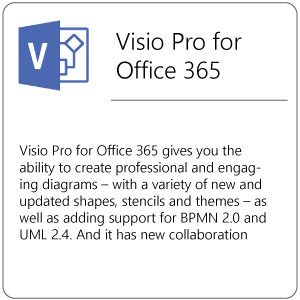 V
Visio Pro for
Office 365
Visio Pro for Office 365 gives you the
ability to create professional and engag-
ing diagrams – with a variety of new and
updated shapes, stencils and themes – as
well as adding support for BPMN 2.0 and
UML 2.4. And it has new collaboration